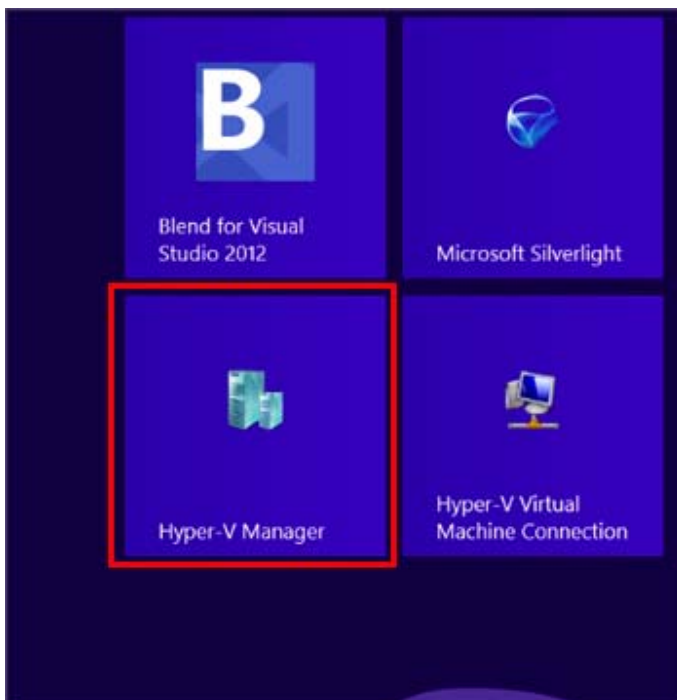 B
Blend for Visual
Studio 2012
Microsoft Silverlight
Hyper-V Manager
Hyper-V Virtual
Machine Connection